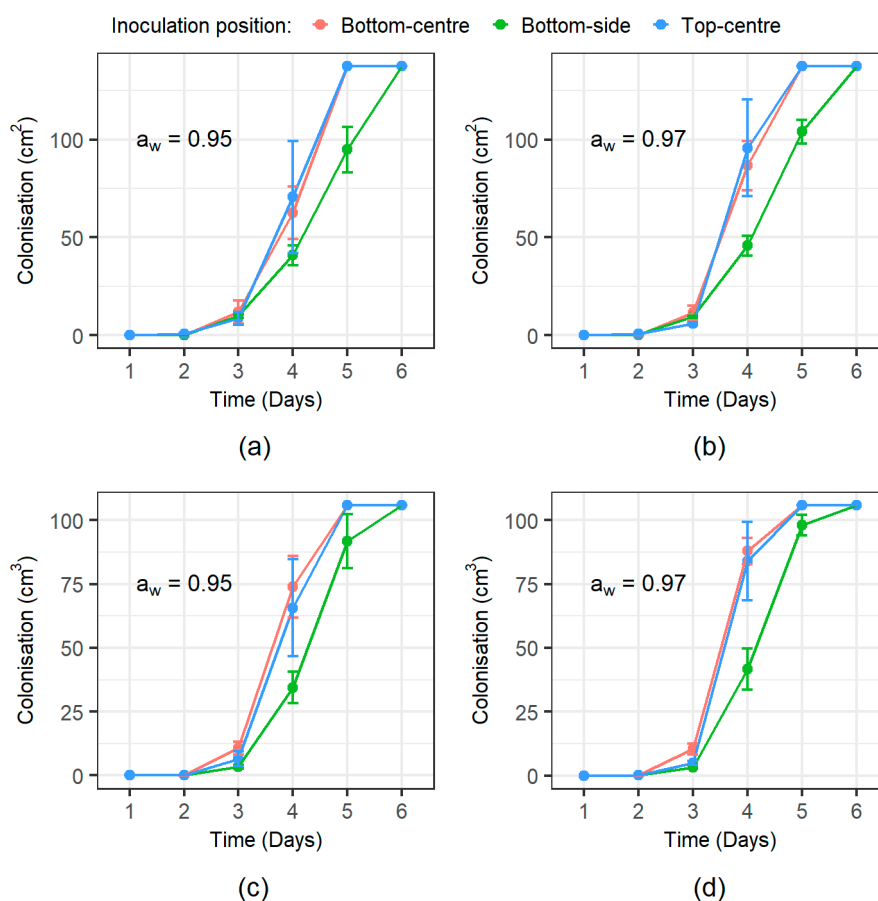 Inoculation position: Bottom-centre Bottom-side Top-centre
Colonisation (cm²)
100
50
0
a_w = 0.95
1 2 3 4 5 6
Time (Days)
(a)
Colonisation (cm²)
100
50
0
a_w = 0.97
1 2 3 4 5 6
Time (Days)
(b)
Colonisation (cm³)
100
75
50
25
0
a_w = 0.95
1 2 3 4 5 6
Time (Days)
(c)
Colonisation (cm³)
100
75
50
25
0
a_w = 0.97
1 2 3 4 5 6
Time (Days)
(d)